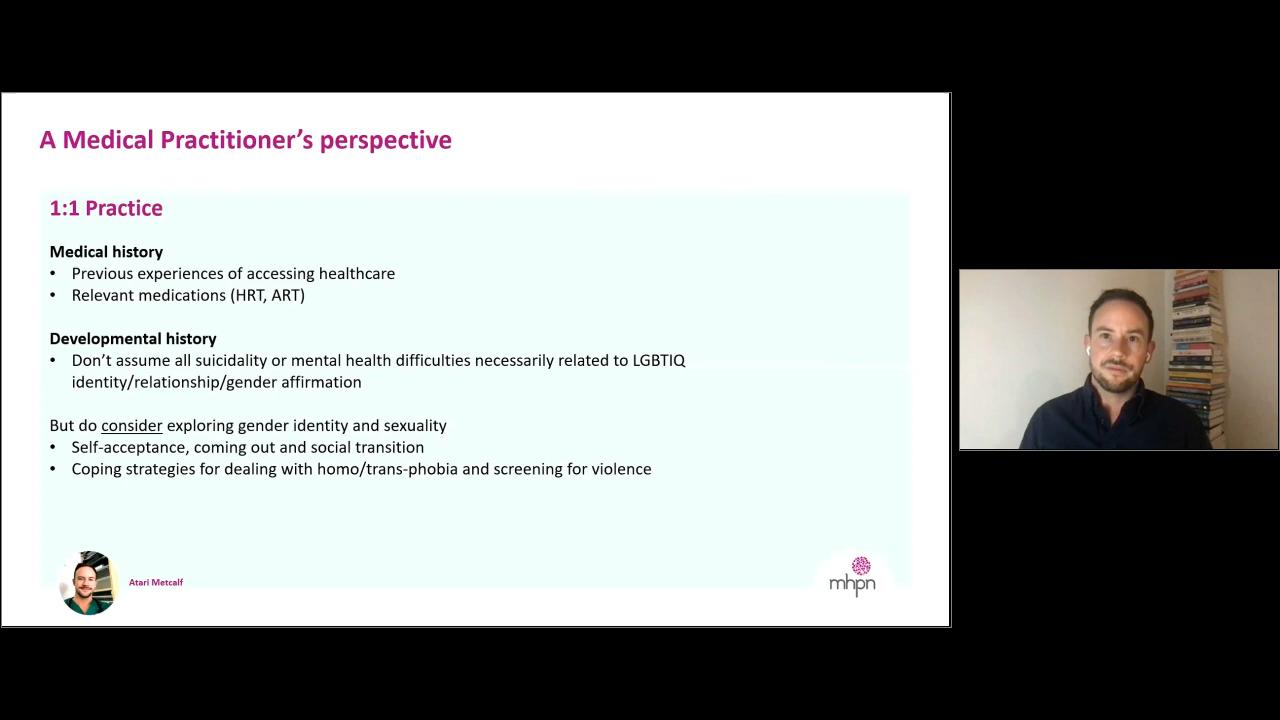 A Medical Practitioner’s perspective
1:1 Practice
Medical history
• Previous experiences of accessing healthcare
• Relevant medications (HRT, ART)
Developmental history
• Don’t assume all suicidality or mental health difficulties necessarily related to LGBTIQ
identity/relationship/gender affirmation
But do consider exploring gender identity and sexuality
• Self-acceptance, coming out and social transition
• Coping strategies for dealing with homo/trans-phobia and screening for violence
Atari Metcalf
mhpn